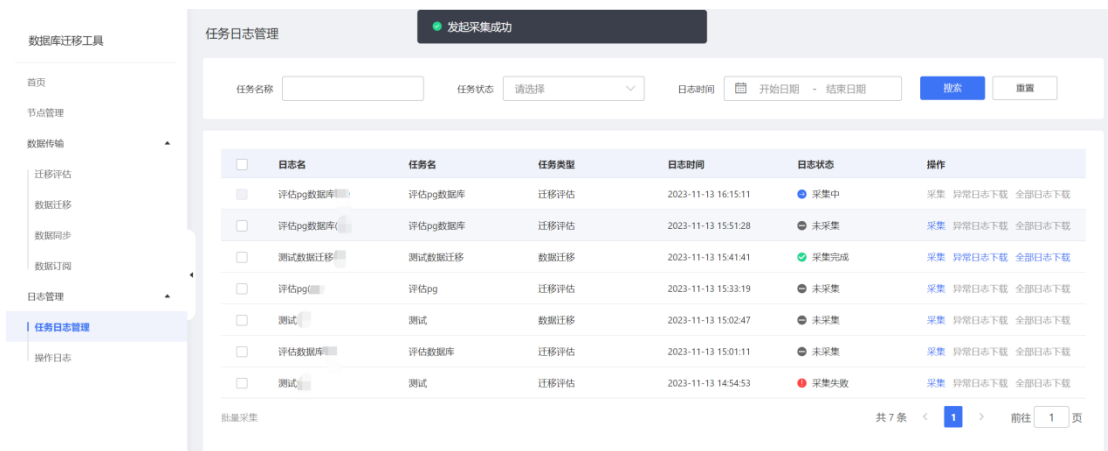 数据库迁移工具
首页
节点管理
数据传输
迁移评估
数据迁移
数据同步
数据订阅
日志管理
任务日志管理
操作日志
任务日志管理
发起采集成功
任务名称 任务状态 请选择 日志时间 开始日期 - 结束日期 搜索 重置
日志名 任务名 任务类型 日志时间 日志状态 操作
评估pg数据库 评估pg数据库 迁移评估 2023-11-13 16:15:11 采集中 采集 异常日志下载 全部日志下载
评估pg数据库( 评估pg数据库 迁移评估 2023-11-13 15:51:28 未采集 采集 异常日志下载 全部日志下载
测试数据迁移 测试数据迁移 数据迁移 2023-11-13 15:41:41 采集完成 采集 异常日志下载 全部日志下载
评估pg( 评估pg 迁移评估 2023-11-13 15:33:19 未采集 采集 异常日志下载 全部日志下载
测试 测试 数据迁移 2023-11-13 15:02:47 未采集 采集 异常日志下载 全部日志下载
评估数据库 评估数据库 迁移评估 2023-11-13 15:01:11 未采集 采集 异常日志下载 全部日志下载
测试 测试 迁移评估 2023-11-13 14:54:53 采集失败 采集 异常日志下载 全部日志下载
批量采集 共 7 条 1 前往 1 页